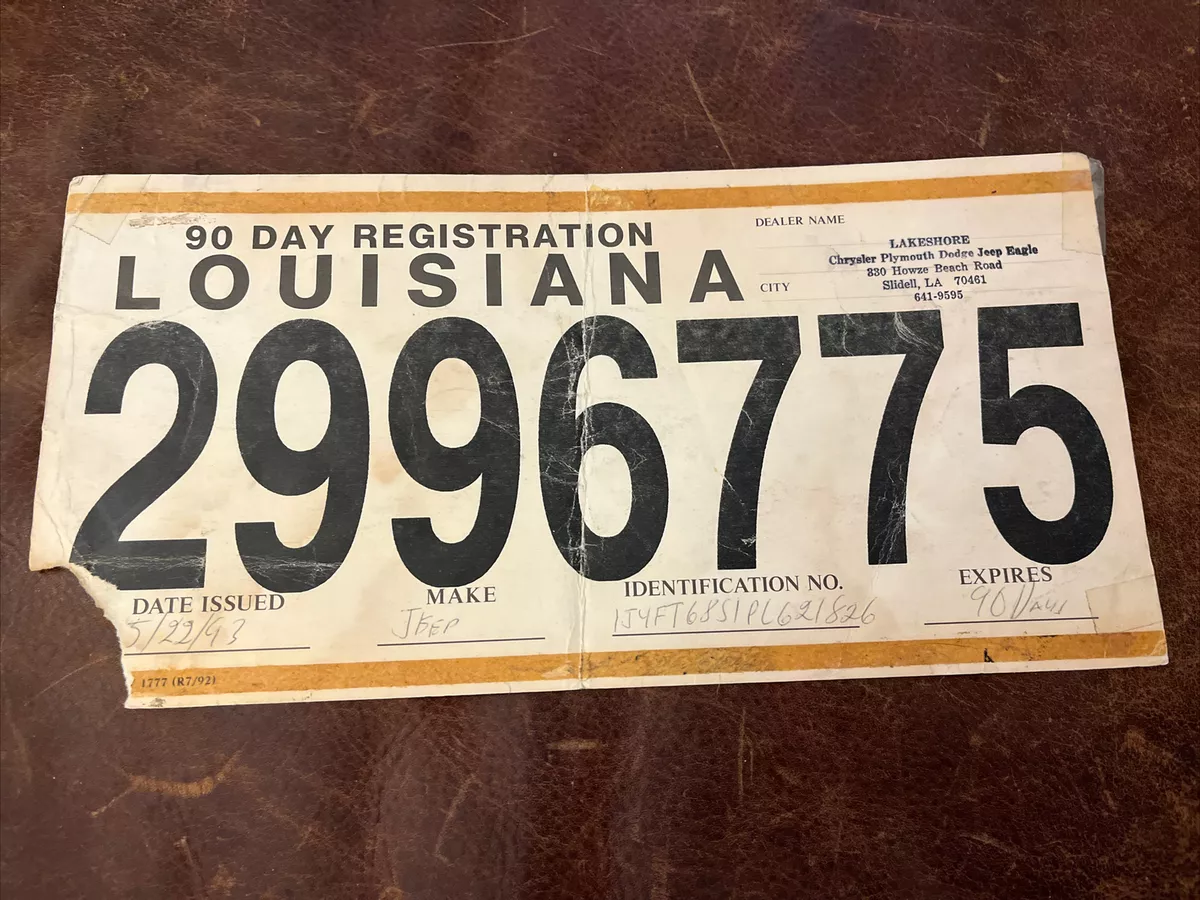 90 DAY REGISTRATION
LOUISIANA
DEALER NAME
LAKESHORE
Chrysler Plymouth Dodge Jeep Eagle
830 Howze Beach Road
CITY
Slidell, LA 70461
641-9595
2996775
DATE ISSUED
5/22/93
MAKE
JEEP
IDENTIFICATION NO.
1J4FT68S1PL621826
EXPIRES
90
1777 (R7/92)